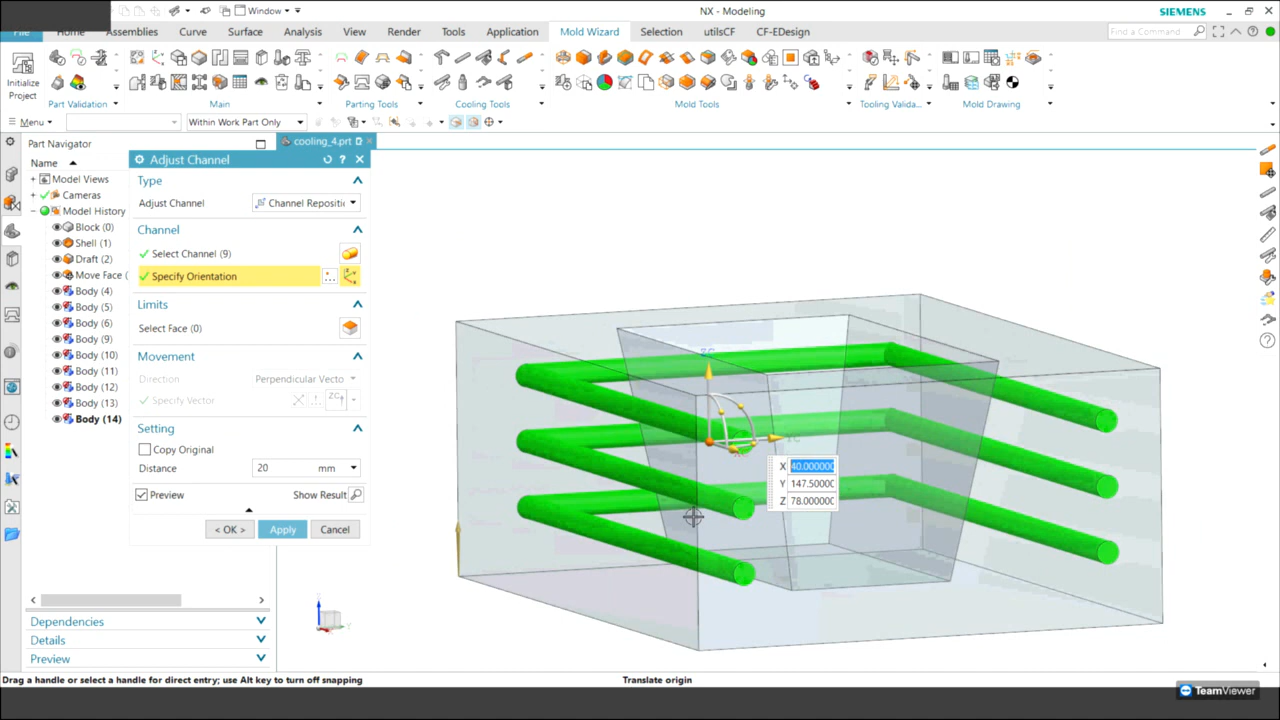 Window
NX - Modeling
SIEMENS
File
Home
Assemblies
Curve
Surface
Analysis
View
Render
Tools
Application
Mold Wizard
Selection
utilsCF
CF-EDesign
Find a Command
Initialize
Project
Part Validation
Main
Parting Tools
Cooling Tools
Mold Tools
Tooling Valida...
Mold Drawing
Menu
Within Work Part Only
Part Navigator
cooling_4.prt
Name
Model Views
Cameras
Model History
Block (0)
Shell (1)
Draft (2)
Move Face (
Body (4)
Body (5)
Body (6)
Body (9)
Body (10)
Body (11)
Body (12)
Body (13)
Body (14)
Dependencies
Details
Preview
Adjust Channel
Type
Adjust Channel
Channel Repositi
Channel
Select Channel (9)
Specify Orientation
Limits
Select Face (0)
Movement
Direction
Perpendicular Vecto
Specify Vector
Setting
Copy Original
Distance
20
mm
Preview
Show Result
< OK >
Apply
Cancel
ZC
YC
XC
X 40.000000
Y 147.5000
Z 78.00000
Drag a handle or select a handle for direct entry; use Alt key to turn off snapping
Translate origin
TeamViewer